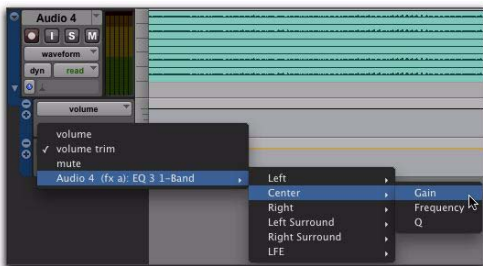 Audio 4
I S M
waveform
dyn read
volume
volume
✓ volume trim
mute
Audio 4 (fx a): EQ 3 1-Band
Left
Center
Right
Left Surround
Right Surround
LFE
Gain
Frequency
Q